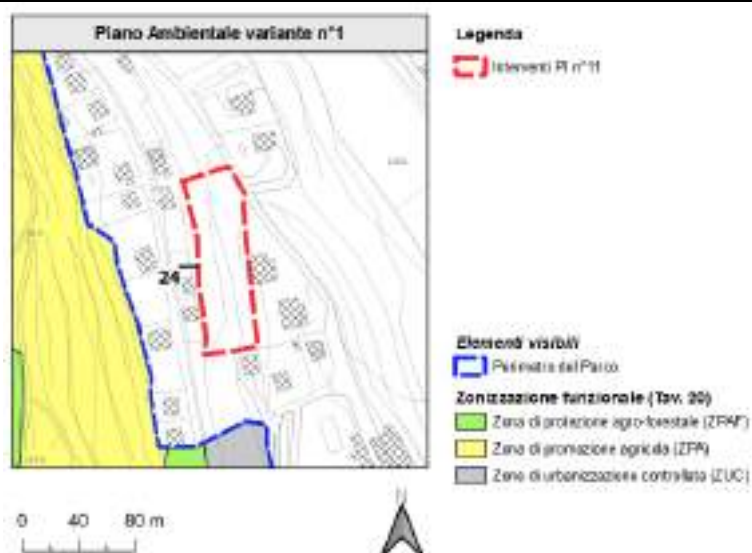 Piano Ambientale variante n°1
24
0 40 80 m
N
Legenda
Interventi PI n°11
Elementi visibili
Perimetro del Parco
Zonizzazione funzionale (Tav. 20)
Zona di protezione agro-forestale (ZPAF)
Zona di promozione agricola (ZPA)
Zone di urbanizzazione controllata (ZUC)